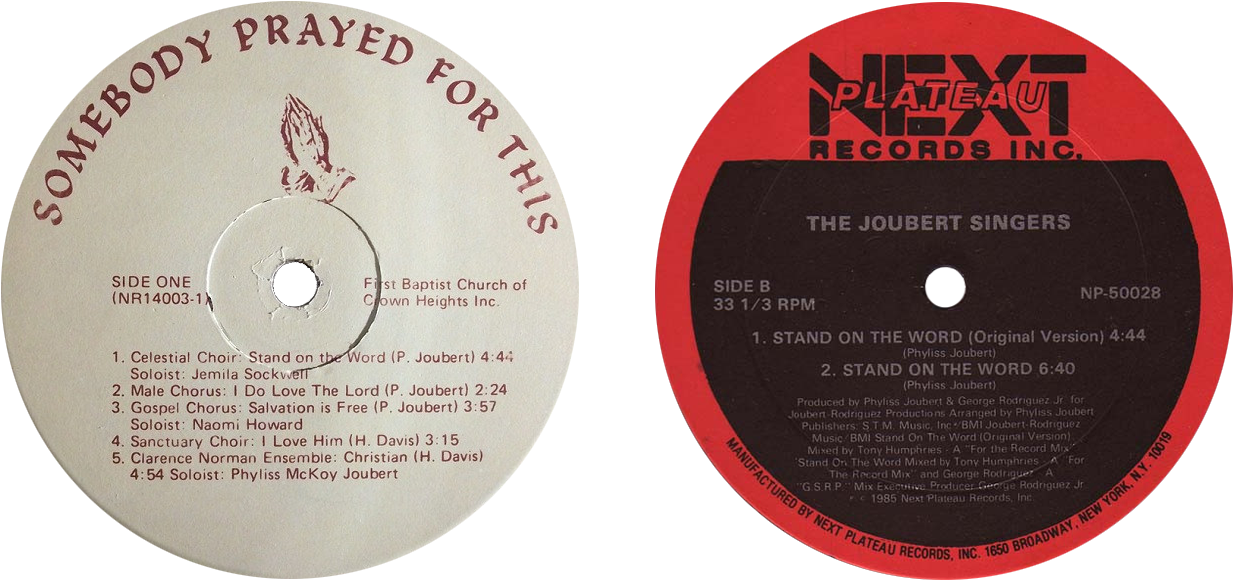 SOMEBODY PRAYED FOR THIS
SIDE ONE
(NR14003-1)
First Baptist Church of
Crown Heights Inc.
1. Celestial Choir: Stand on the Word (P. Joubert) 4:44
Soloist: Jemila Sockwell
2. Male Chorus: I Do Love The Lord (P. Joubert) 2:24
3. Gospel Chorus: Salvation is Free (P. Joubert) 3:57
Soloist: Naomi Howard
4. Sanctuary Choir: I Love Him (H. Davis) 3:15
5. Clarence Norman Ensemble: Christian (H. Davis)
4:54 Soloist: Phyliss McKoy Joubert
NEXT
PLATEAU
RECORDS INC.
THE JOUBERT SINGERS
SIDE B
33 1/3 RPM
NP-50028
1. STAND ON THE WORD (Original Version) 4:44
(Phyliss Joubert)
2. STAND ON THE WORD 6:40
(Phyliss Joubert)
Produced by Phyliss Joubert & George Rodriguez Jr. for
Joubert-Rodriguez Productions Arranged by Phyliss Joubert
Publishers: S.T.M. Music, Inc./BMI Joubert-Rodriguez
Music/BMI Stand On The Word (Original Version)
Mixed by Tony Humphries - A "For the Record Mix"
Stand On The Word Mixed by Tony Humphries - A "For
The Record Mix" and George Rodriguez - A
"G.S.R.P." Mix Executive Producer George Rodriguez Jr.
1985 Next Plateau Records, Inc.
MANUFACTURED BY NEXT PLATEAU RECORDS, INC. 1650 BROADWAY, NEW YORK, N.Y. 10019